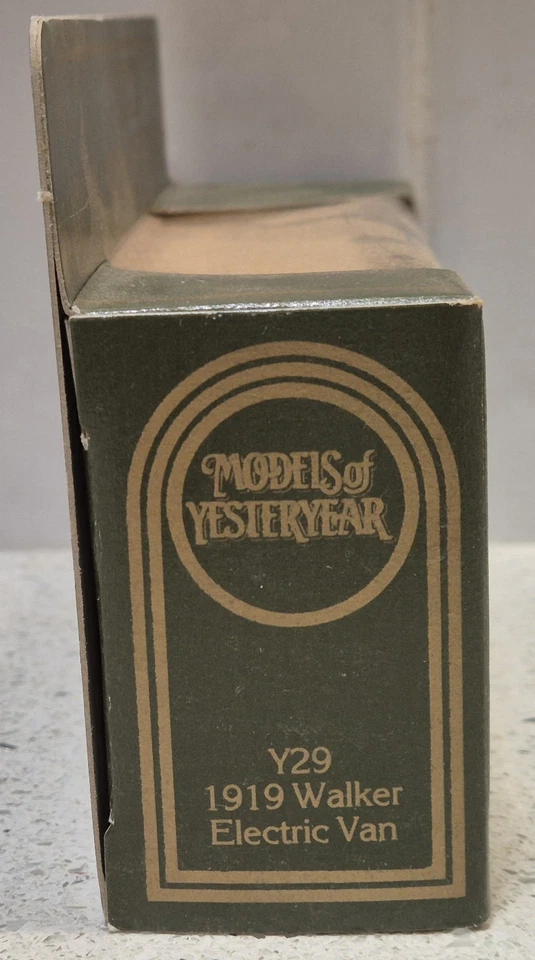 MODELS of
YESTERYEAR
Y29
1919 Walker
Electric Van